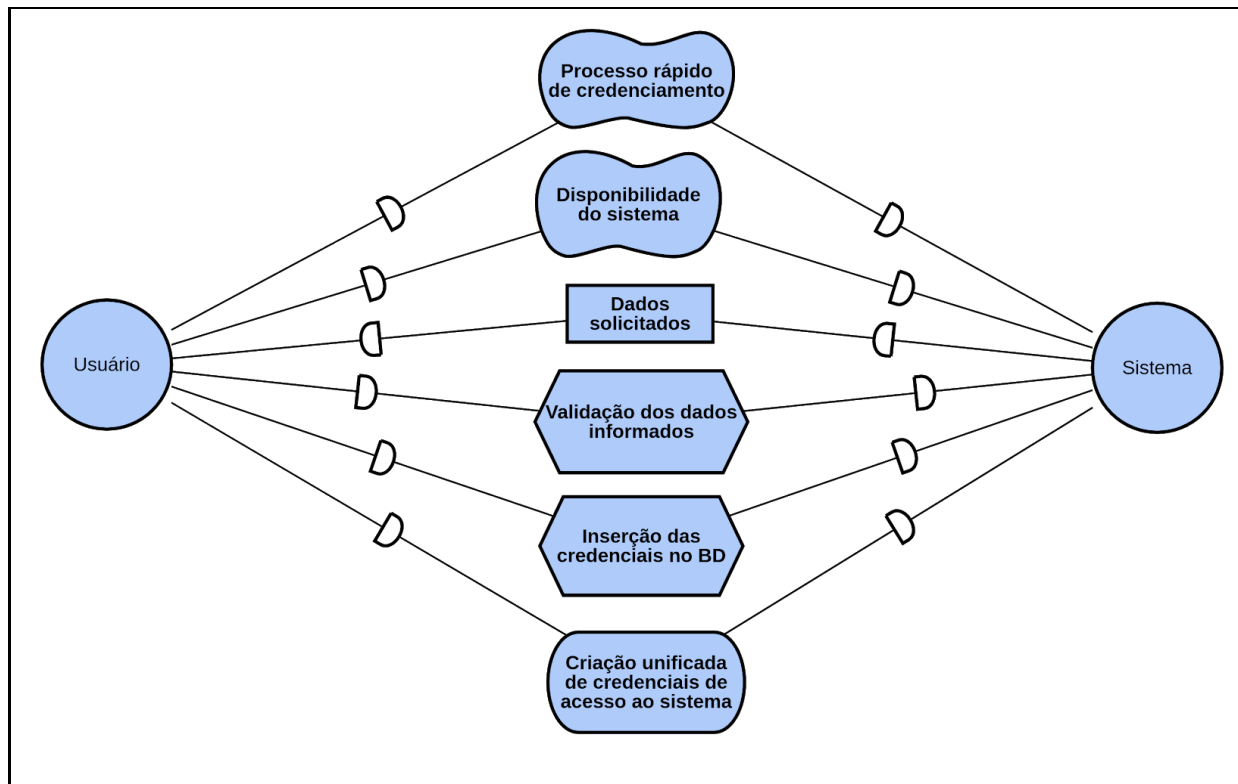 Processo rápido
de credenciamento
Disponibilidade
do sistema
Dados
solicitados
Usuário
Sistema
Validação dos dados
informados
Inserção das
credenciais no BD
Criação unificada
de credenciais de
acesso ao sistema